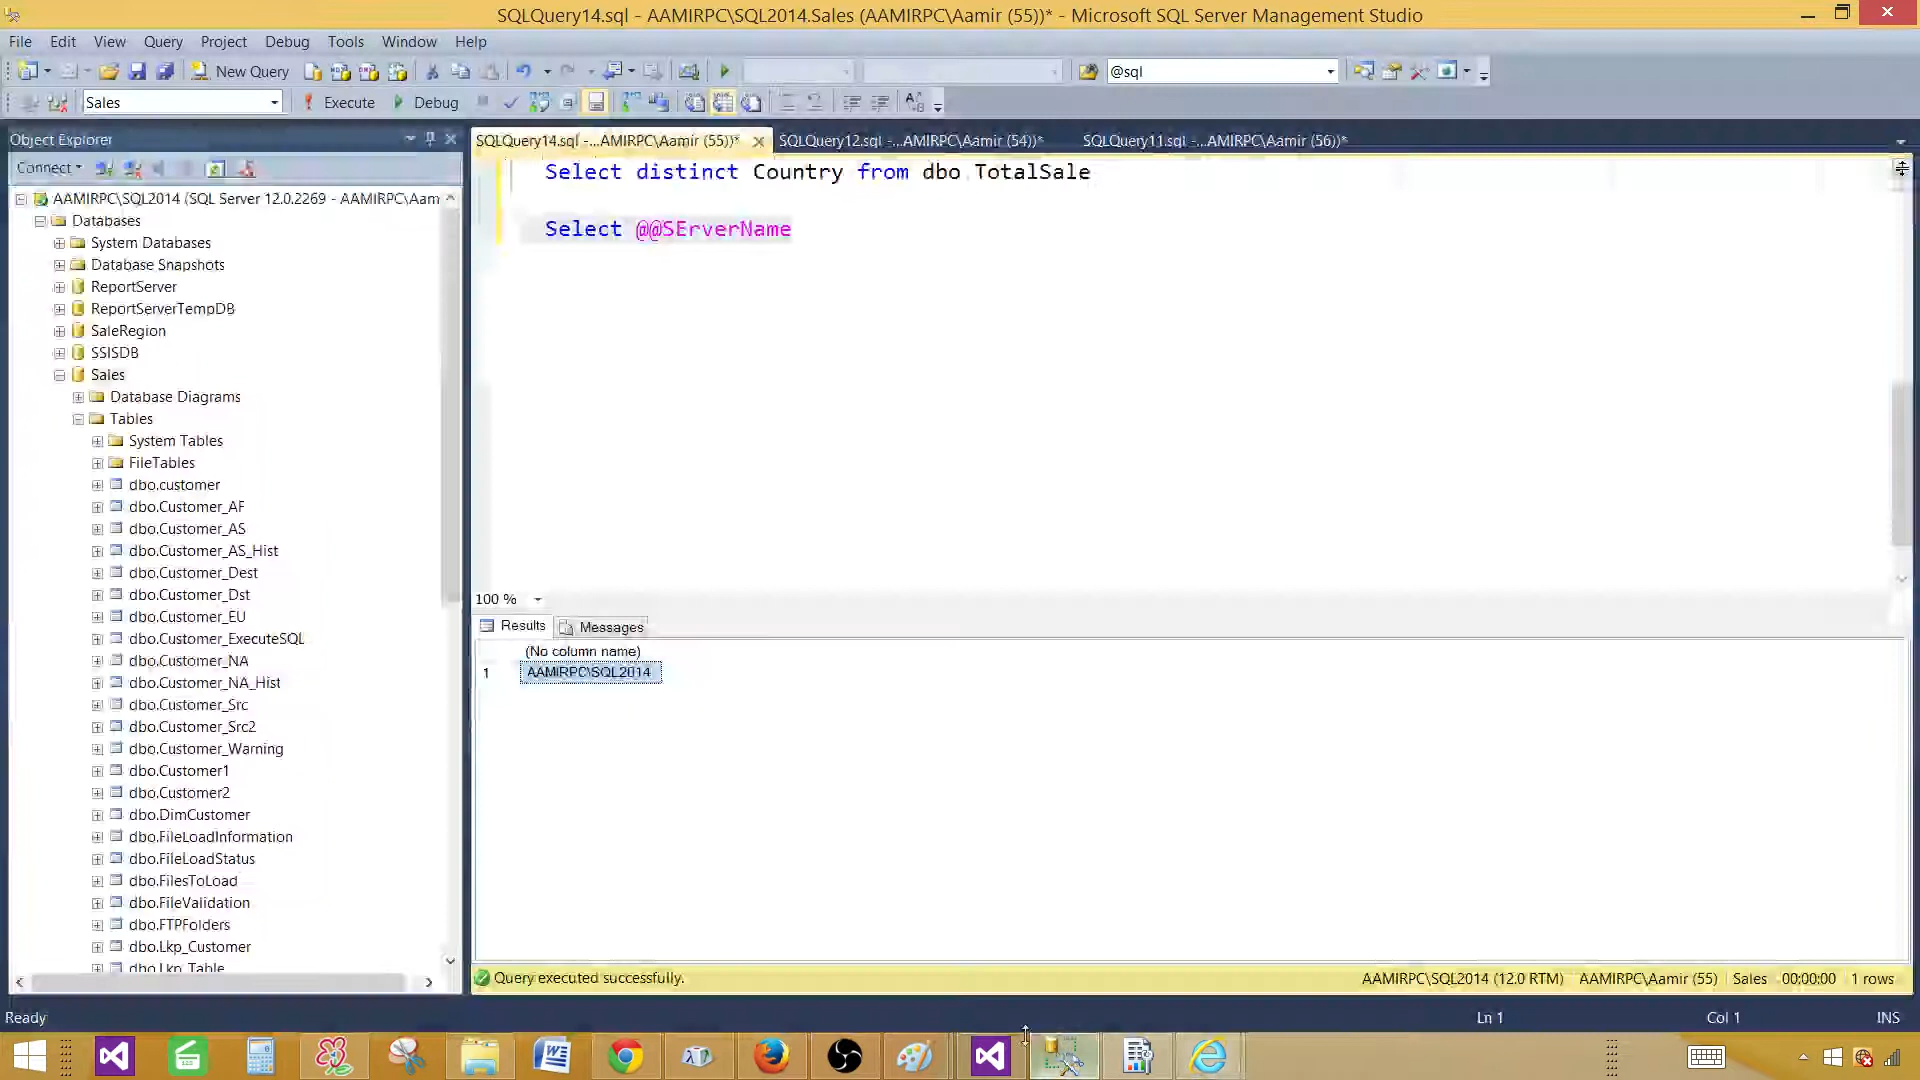 SQLQuery14.sql - AAMIRPC\SQL2014.Sales (AAMIRPC\Aamir (55))* - Microsoft SQL Server Management Studio
File Edit View Query Project Debug Tools Window Help
New Query @sql
Sales Execute Debug
Object Explorer
SQLQuery14.sql -...AMIRPC\Aamir (55))* SQLQuery12.sql -...AMIRPC\Aamir (54))* SQLQuery11.sql -...AMIRPC\Aamir (56))*
Connect
AAMIRPC\SQL2014 (SQL Server 12.0.2269 - AAMIRPC\Aam
Databases
System Databases
Database Snapshots
ReportServer
ReportServerTempDB
SaleRegion
SSISDB
Sales
Database Diagrams
Tables
System Tables
FileTables
dbo.customer
dbo.Customer_AF
dbo.Customer_AS
dbo.Customer_AS_Hist
dbo.Customer_Dest
dbo.Customer_Dst
dbo.Customer_EU
dbo.Customer_ExecuteSQL
dbo.Customer_NA
dbo.Customer_NA_Hist
dbo.Customer_Src
dbo.Customer_Src2
dbo.Customer_Warning
dbo.Customer1
dbo.Customer2
dbo.DimCustomer
dbo.FileLoadInformation
dbo.FileLoadStatus
dbo.FilesToLoad
dbo.FileValidation
dbo.FTPFolders
dbo.Lkp_Customer
dbo.Lkp_Table
Select distinct Country from dbo.TotalSale
Select @@SErverName
100 %
Results Messages
(No column name)
1 AAMIRPC\SQL2014
Query executed successfully. AAMIRPC\SQL2014 (12.0 RTM) AAMIRPC\Aamir (55) Sales 00:00:00 1 rows
Ready Ln 1 Col 1 INS